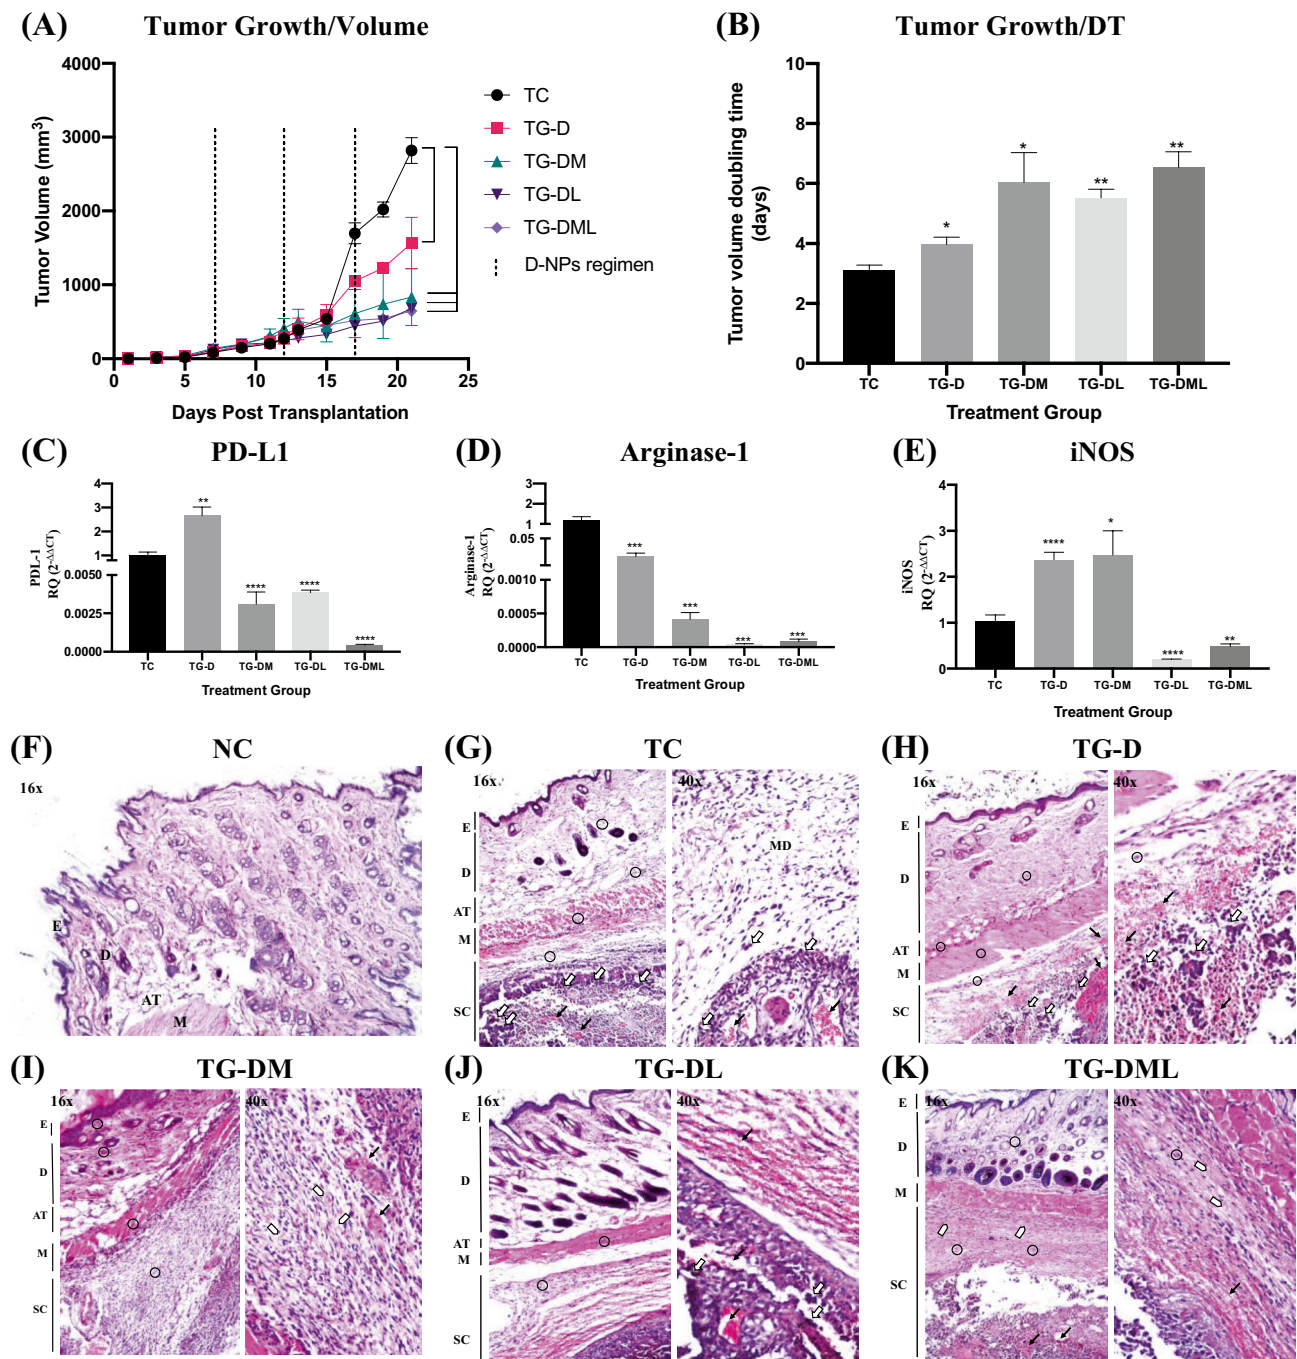 (A) Tumor Growth/Volume
4000
3000
2000
1000
0
Tumor Volume (mm³)
0 5 10 15 20 25
Days Post Transplantation
TC
TG-D
TG-DM
TG-DL
TG-DML
D-NPs regimen
(B) Tumor Growth/DT
10
8
6
4
2
0
Tumor volume doubling time
(days)
* * ** **
TC TG-D TG-DM TG-DL TG-DML
Treatment Group
(C) PD-L1
4
3
2
1
0.0050
0.0025
0.0000
PDL-1
RQ (2^-ΔΔCT)
** **** **** ****
TC TG-D TG-DM TG-DL TG-DML
Treatment Group
(D) Arginase-1
3
2
1
0.05
0.0010
0.0005
0.0000
Arginase-1
RQ (2^-ΔΔCT)
*** *** *** ***
TC TG-D TG-DM TG-DL TG-DML
Treatment Group
(E) iNOS
4
3
2
1
0
iNOS
RQ (2^-ΔΔCT)
**** * **** **
TC TG-D TG-DM TG-DL TG-DML
Treatment Group
(F) NC
16x
E
D
AT
M
(G) TC
16x 40x
E
D
AT
M
SC
MD
(H) TG-D
16x 40x
E
D
AT
M
SC
(I) TG-DM
16x 40x
E
D
AT
M
SC
(J) TG-DL
16x 40x
E
D
AT
M
SC
(K) TG-DML
16x 40x
E
D
M
SC